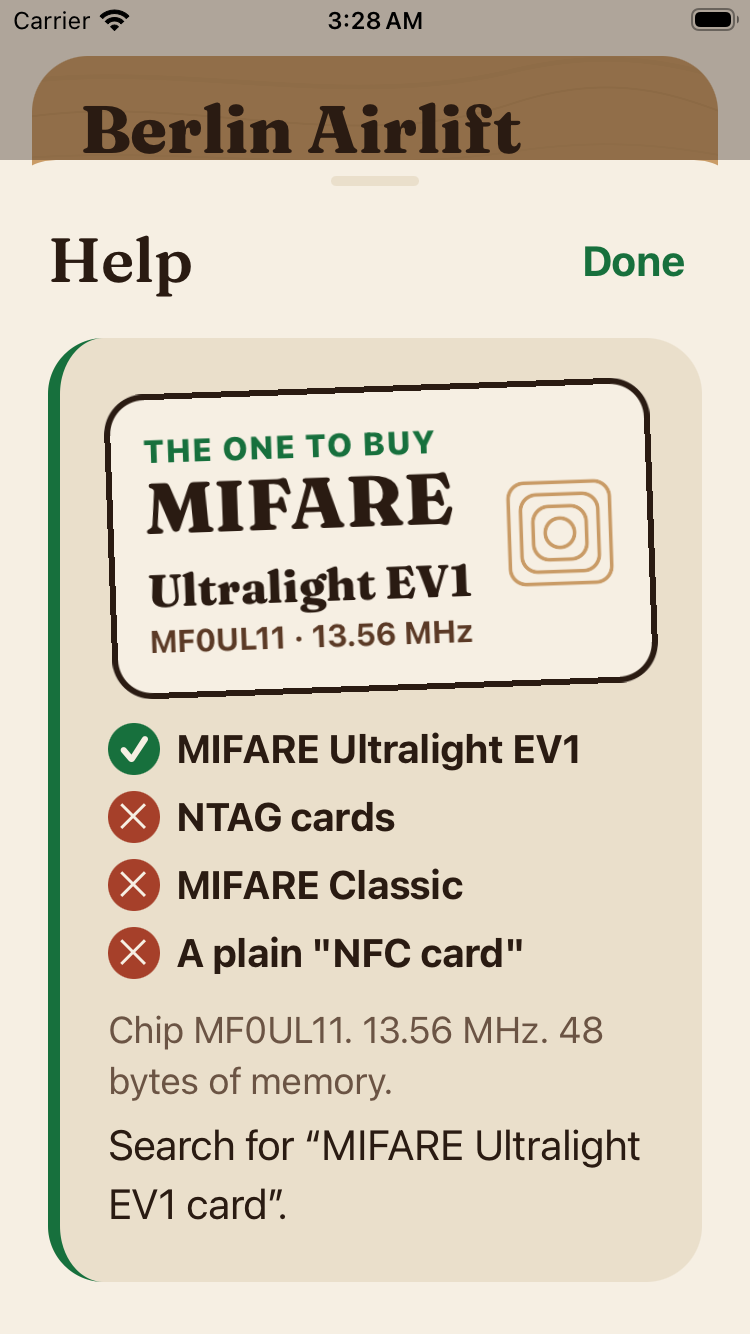 Carrier 3:28 AM
Berlin Airlift
Help
Done
THE ONE TO BUY
MIFARE
Ultralight EV1
MF0UL11 · 13.56 MHz
MIFARE Ultralight EV1
NTAG cards
MIFARE Classic
A plain "NFC card"
Chip MF0UL11. 13.56 MHz. 48
bytes of memory.
Search for “MIFARE Ultralight
EV1 card”.